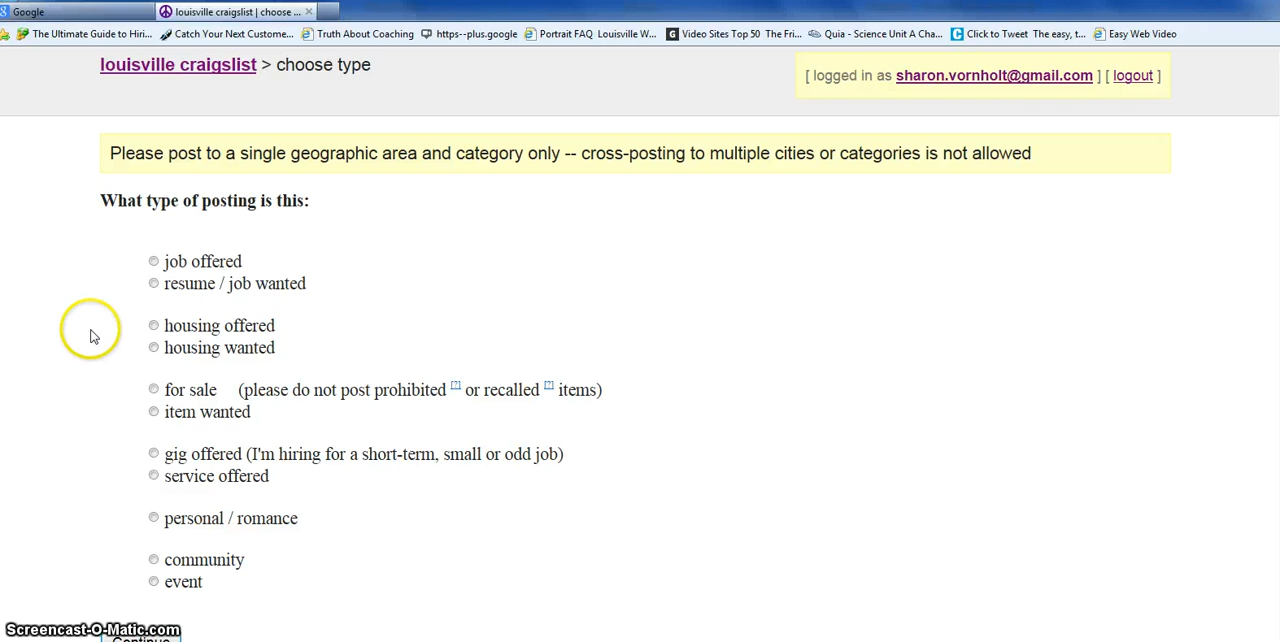 Google
louisville craigslist | choose ...
The Ultimate Guide to Hiri...
Catch Your Next Custome...
Truth About Coaching
https--plus.google
Portrait FAQ Louisville W...
Video Sites Top 50 The Fri...
Quia - Science Unit A Cha...
Click to Tweet The easy, t...
Easy Web Video
louisville craigslist > choose type
[ logged in as sharon.vornholt@gmail.com ] [ logout ]
Please post to a single geographic area and category only -- cross-posting to multiple cities or categories is not allowed
What type of posting is this:
job offered
resume / job wanted
housing offered
housing wanted
for sale (please do not post prohibited [?] or recalled [?] items)
item wanted
gig offered (I'm hiring for a short-term, small or odd job)
service offered
personal / romance
community
event
Continue
Screencast-O-Matic.com